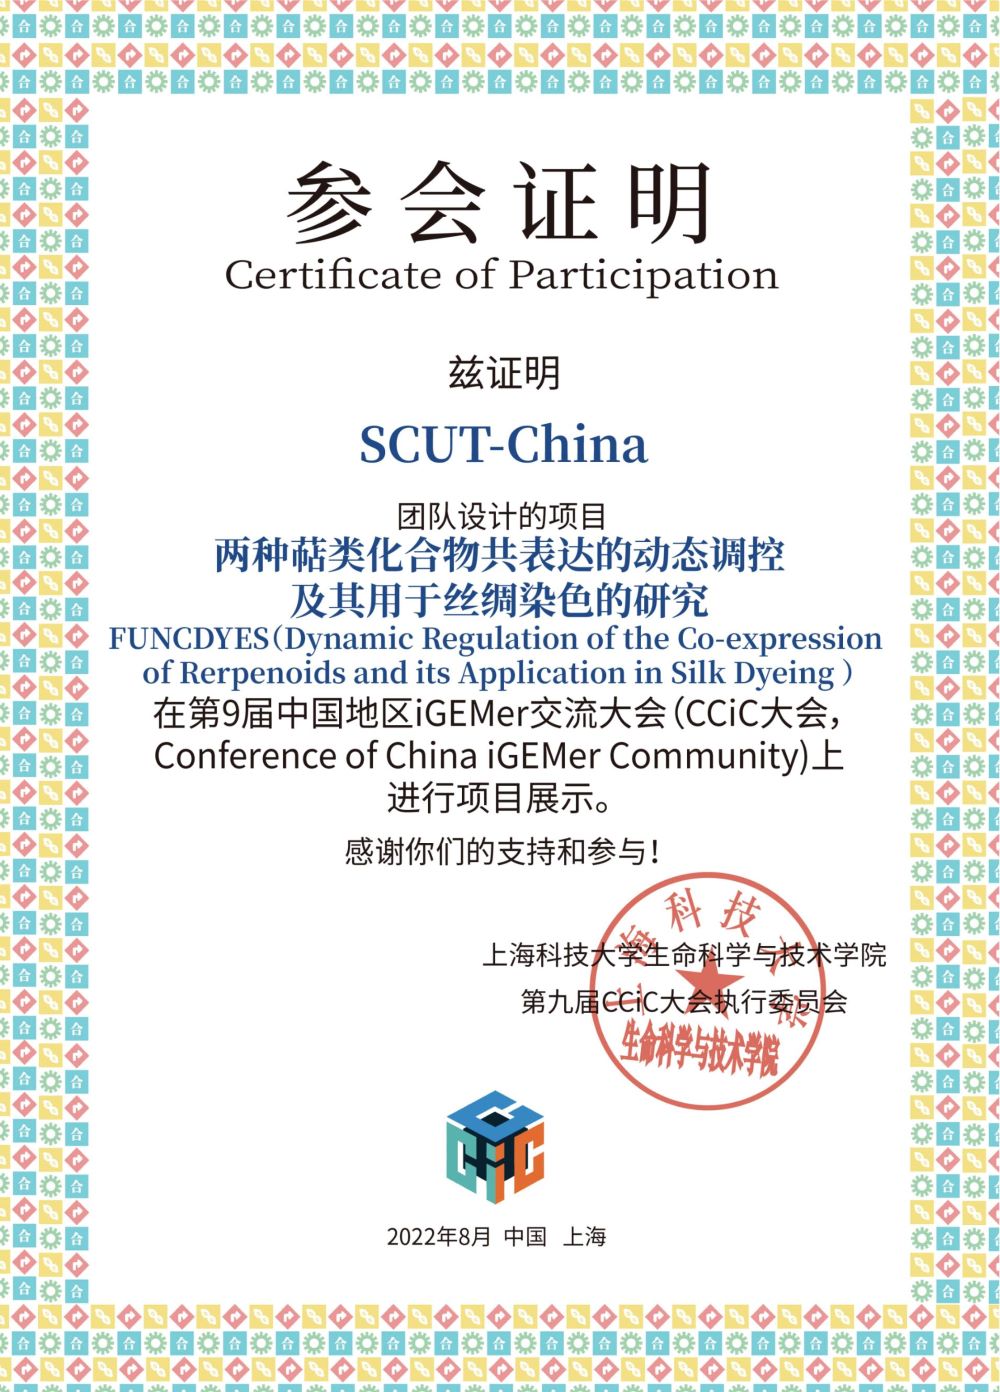 参会证明
Certificate of Participation
兹证明
SCUT-China
团队设计的项目
两种萜类化合物共表达的动态调控
及其用于丝绸染色的研究
FUNCDYES(Dynamic Regulation of the Co-expression
of Rerpenoids and its Application in Silk Dyeing )
在第9届中国地区iGEMer交流大会(CCiC大会,
Conference of China iGEMer Community)上
进行项目展示。
感谢你们的支持和参与!
上海科技大学生命科学与技术学院
第九届CCiC大会执行委员会
上海科技大学
生命科学与技术学院
CCiC
2022年8月 中国 上海